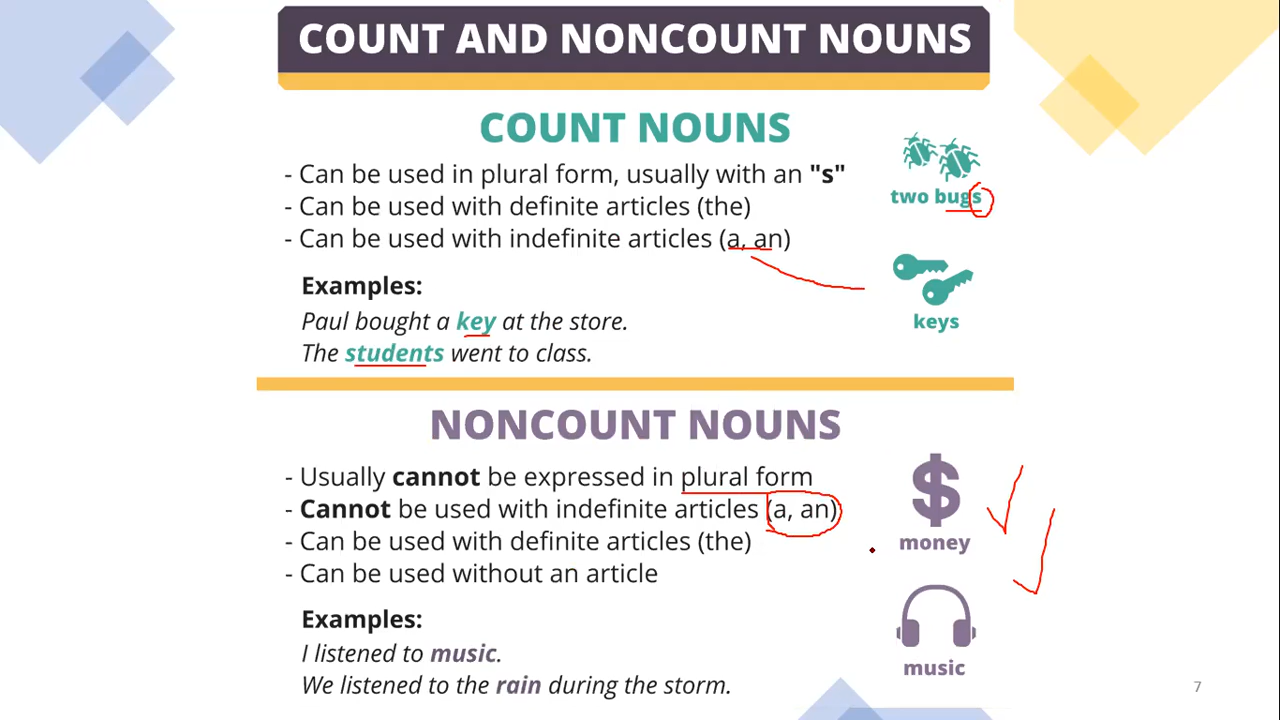 COUNT AND NONCOUNT NOUNS
COUNT NOUNS
- Can be used in plural form, usually with an "s"
- Can be used with definite articles (the)
- Can be used with indefinite articles (a, an)
two bugs
keys
Examples:
Paul bought a key at the store.
The students went to class.
NONCOUNT NOUNS
- Usually cannot be expressed in plural form
- Cannot be used with indefinite articles (a, an)
- Can be used with definite articles (the)
- Can be used without an article
$
money
music
Examples:
I listened to music.
We listened to the rain during the storm.
7